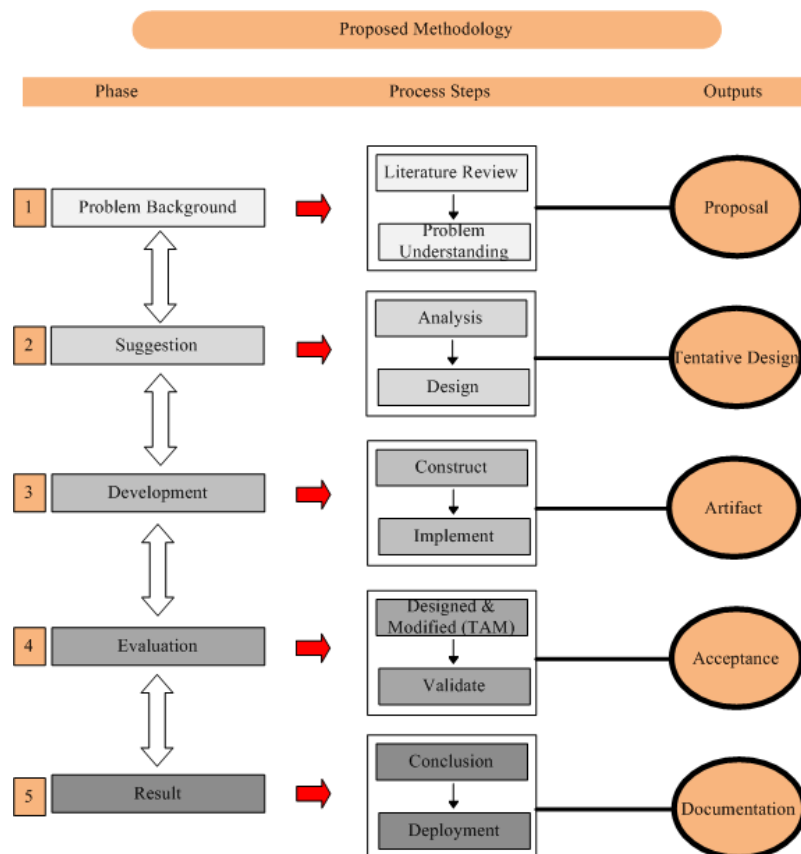 Proposed Methodology
Phase Process Steps Outputs
1 Problem Background
Literature Review
Problem
Understanding
Proposal
2 Suggestion
Analysis
Design
Tentative Design
3 Development
Construct
Implement
Artifact
4 Evaluation
Designed &
Modified (TAM)
Validate
Acceptance
5 Result
Conclusion
Deployment
Documentation